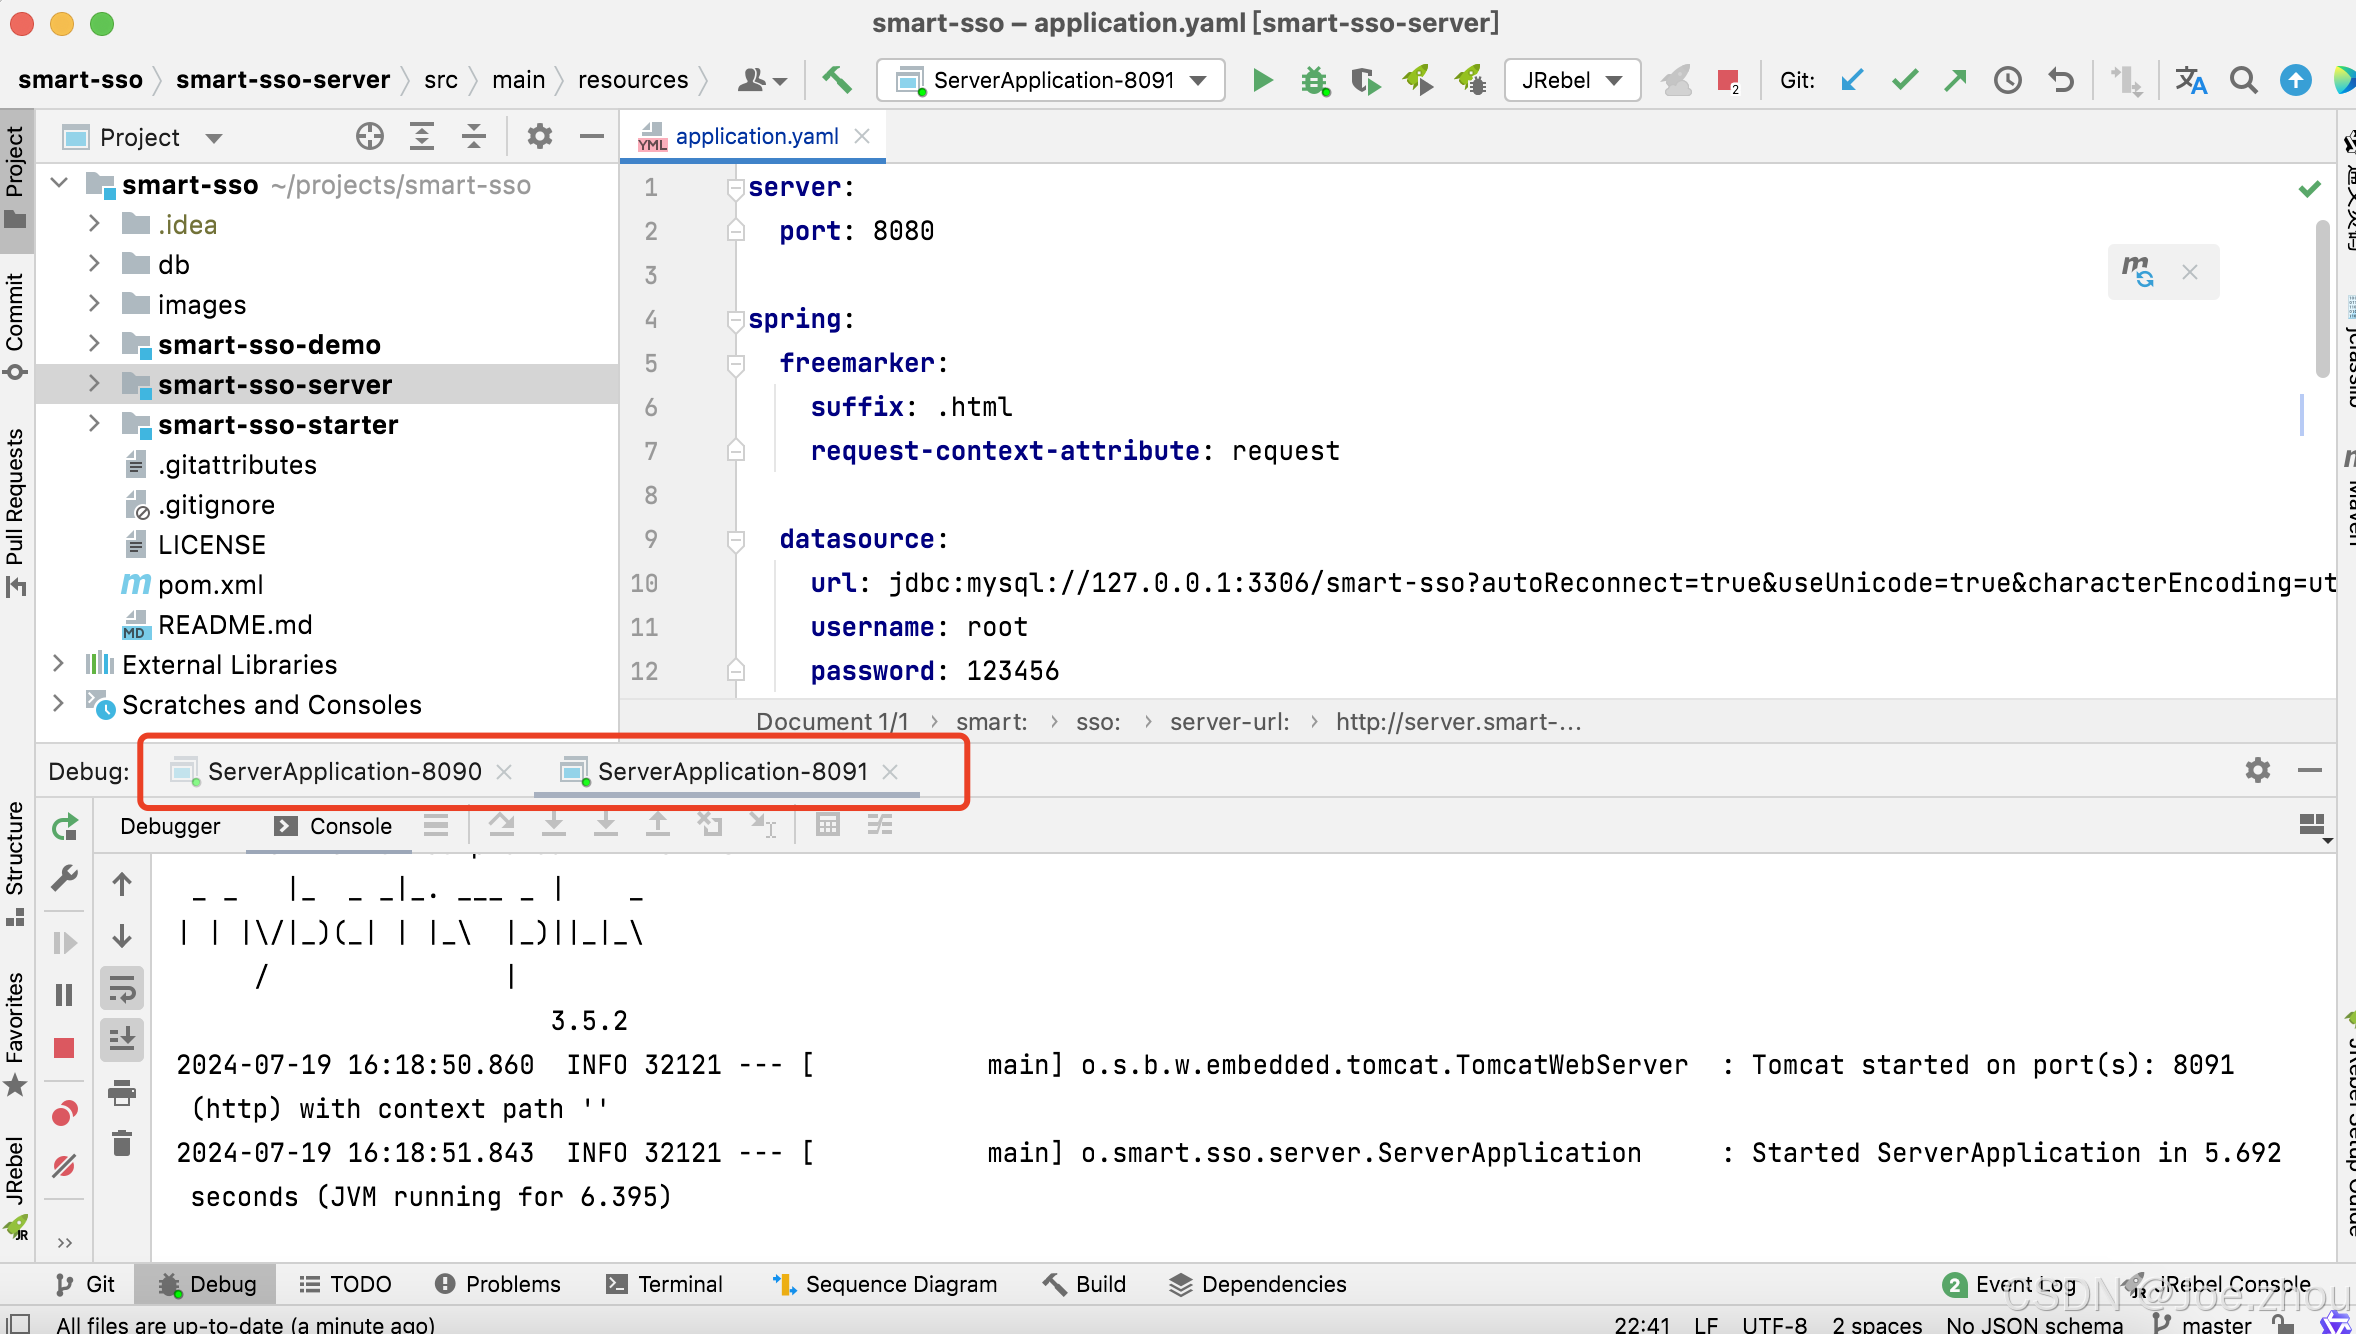 smart-sso – application.yaml [smart-sso-server]
smart-sso
smart-sso-server
src
main
resources
ServerApplication-8091
JRebel
2
Git:
Project
application.yaml
smart-sso ~/projects/smart-sso
.idea
db
images
smart-sso-demo
smart-sso-server
smart-sso-starter
.gitattributes
.gitignore
LICENSE
pom.xml
README.md
External Libraries
Scratches and Consoles
1 server:
2 port: 8080
3
4 spring:
5 freemarker:
6 suffix: .html
7 request-context-attribute: request
8
9 datasource:
10 url: jdbc:mysql://127.0.0.1:3306/smart-sso?autoReconnect=true&useUnicode=true&characterEncoding=ut
11 username: root
12 password: 123456
Document 1/1 › smart: › sso: › server-url: › http://server.smart-...
Project
Commit
Pull Requests
Structure
Favorites
JRebel
Maven
Debug:
ServerApplication-8090
ServerApplication-8091
Debugger
Console
_ _   |_  _ _|_. ___ _ |    _
| | |\/|_)(_| | |_\  |_)||_|_\
     /               |
3.5.2
2024-07-19 16:18:50.860  INFO 32121 --- [           main] o.s.b.w.embedded.tomcat.TomcatWebServer  : Tomcat started on port(s): 8091
(http) with context path ''
2024-07-19 16:18:51.843  INFO 32121 --- [           main] o.smart.sso.server.ServerApplication     : Started ServerApplication in 5.692
seconds (JVM running for 6.395)
Git
Debug
TODO
Problems
Terminal
Sequence Diagram
Build
Dependencies
2 Event Log
JRebel Console
All files are up-to-date (a minute ago)
22:41
LF
UTF-8
2 spaces
No JSON schema
master
CSDN @Joe.zhou